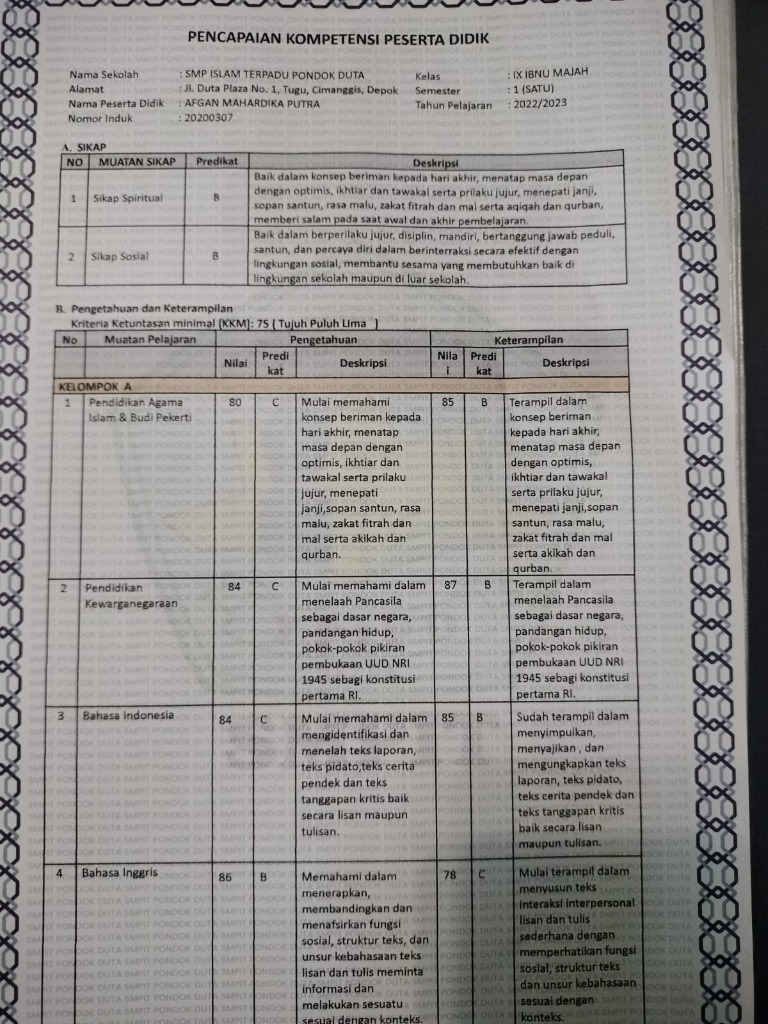 PENCAPAIAN KOMPETENSI PESERTA DIDIK
Nama Sekolah : SMP ISLAM TERPADU PONDOK DUTA Kelas : IX IBNU MAJAH
Alamat : Jl. Duta Plaza No. 1, Tugu, Cimanggis, Depok Semester : 1 (SATU)
Nama Peserta Didik : AFGAN MAHARDIKA PUTRA Tahun Pelajaran : 2022/2023
Nomor Induk : 20200307
A. SIKAP
NO MUATAN SIKAP Predikat Deskripsi
1 Sikap Spiritual B
Baik dalam konsep beriman kepada hari akhir, menatap masa depan
dengan optimis, ikhtiar dan tawakal serta prilaku jujur, menepati janji,
sopan santun, rasa malu, zakat fitrah dan mal serta aqiqah dan qurban,
memberi salam pada saat awal dan akhir pembelajaran.
2 Sikap Sosial B
Baik dalam berperilaku jujur, disiplin, mandiri, bertanggung jawab peduli,
santun, dan percaya diri dalam berinterraksi secara efektif dengan
lingkungan sosial, membantu sesama yang membutuhkan baik di
lingkungan sekolah maupun di luar sekolah.
B. Pengetahuan dan Keterampilan
Kriteria Ketuntasan minimal (KKM): 75 ( Tujuh Puluh Lima )
No Muatan Pelajaran Pengetahuan Keterampilan
Nilai Predi
kat Deskripsi Nila
i Predi
kat Deskripsi
KELOMPOK A
1 Pendidikan Agama
Islam & Budi Pekerti
80 C
Mulai memahami
konsep beriman kepada
hari akhir, menatap
masa depan dengan
optimis, ikhtiar dan
tawakal serta prilaku
jujur, menepati
janji,sopan santun, rasa
malu, zakat fitrah dan
mal serta akikah dan
qurban.
85 B
Terampil dalam
konsep beriman
kepada hari akhir,
menatap masa depan
dengan optimis,
ikhtiar dan tawakal
serta prilaku jujur,
menepati janji,sopan
santun, rasa malu,
zakat fitrah dan mal
serta akikah dan
qurban.
2 Pendidikan
Kewarganegaraan
84 C
Mulai memahami dalam
menelaah Pancasila
sebagai dasar negara,
pandangan hidup,
pokok-pokok pikiran
pembukaan UUD NRI
1945 sebagi konstitusi
pertama RI.
87 B
Terampil dalam
menelaah Pancasila
sebagai dasar negara,
pandangan hidup,
pokok-pokok pikiran
pembukaan UUD NRI
1945 sebagi konstitusi
pertama RI.
3 Bahasa indonesia
84 C
Mulai memahami dalam
mengidentifikasi dan
menelah teks laporan,
teks pidato,teks cerita
pendek dan teks
tanggapan kritis baik
secara lisan maupun
tulisan.
85 B
Sudah terampil dalam
menyimpulkan,
menyajikan , dan
mengungkapkan teks
laporan, teks pidato,
teks cerita pendek dan
teks tanggapan kritis
baik secara lisan
maupun tulisan.
4 Bahasa Inggris
86 B
Memahami dalam
menerapkan,
membandingkan dan
menafsirkan fungsi
sosial, struktur teks, dan
unsur kebahasaan teks
lisan dan tulis meminta
informasi dan
melakukan sesuatu
sesuai dengan konteks.
78 C
Mulai terampil dalam
menyusun teks
interaksi interpersonal
lisan dan tulis
sederhana dengan
memperhatikan fungsi
sosial, struktur teks
dan unsur kebahasaan
sesuai dengan
konteks.